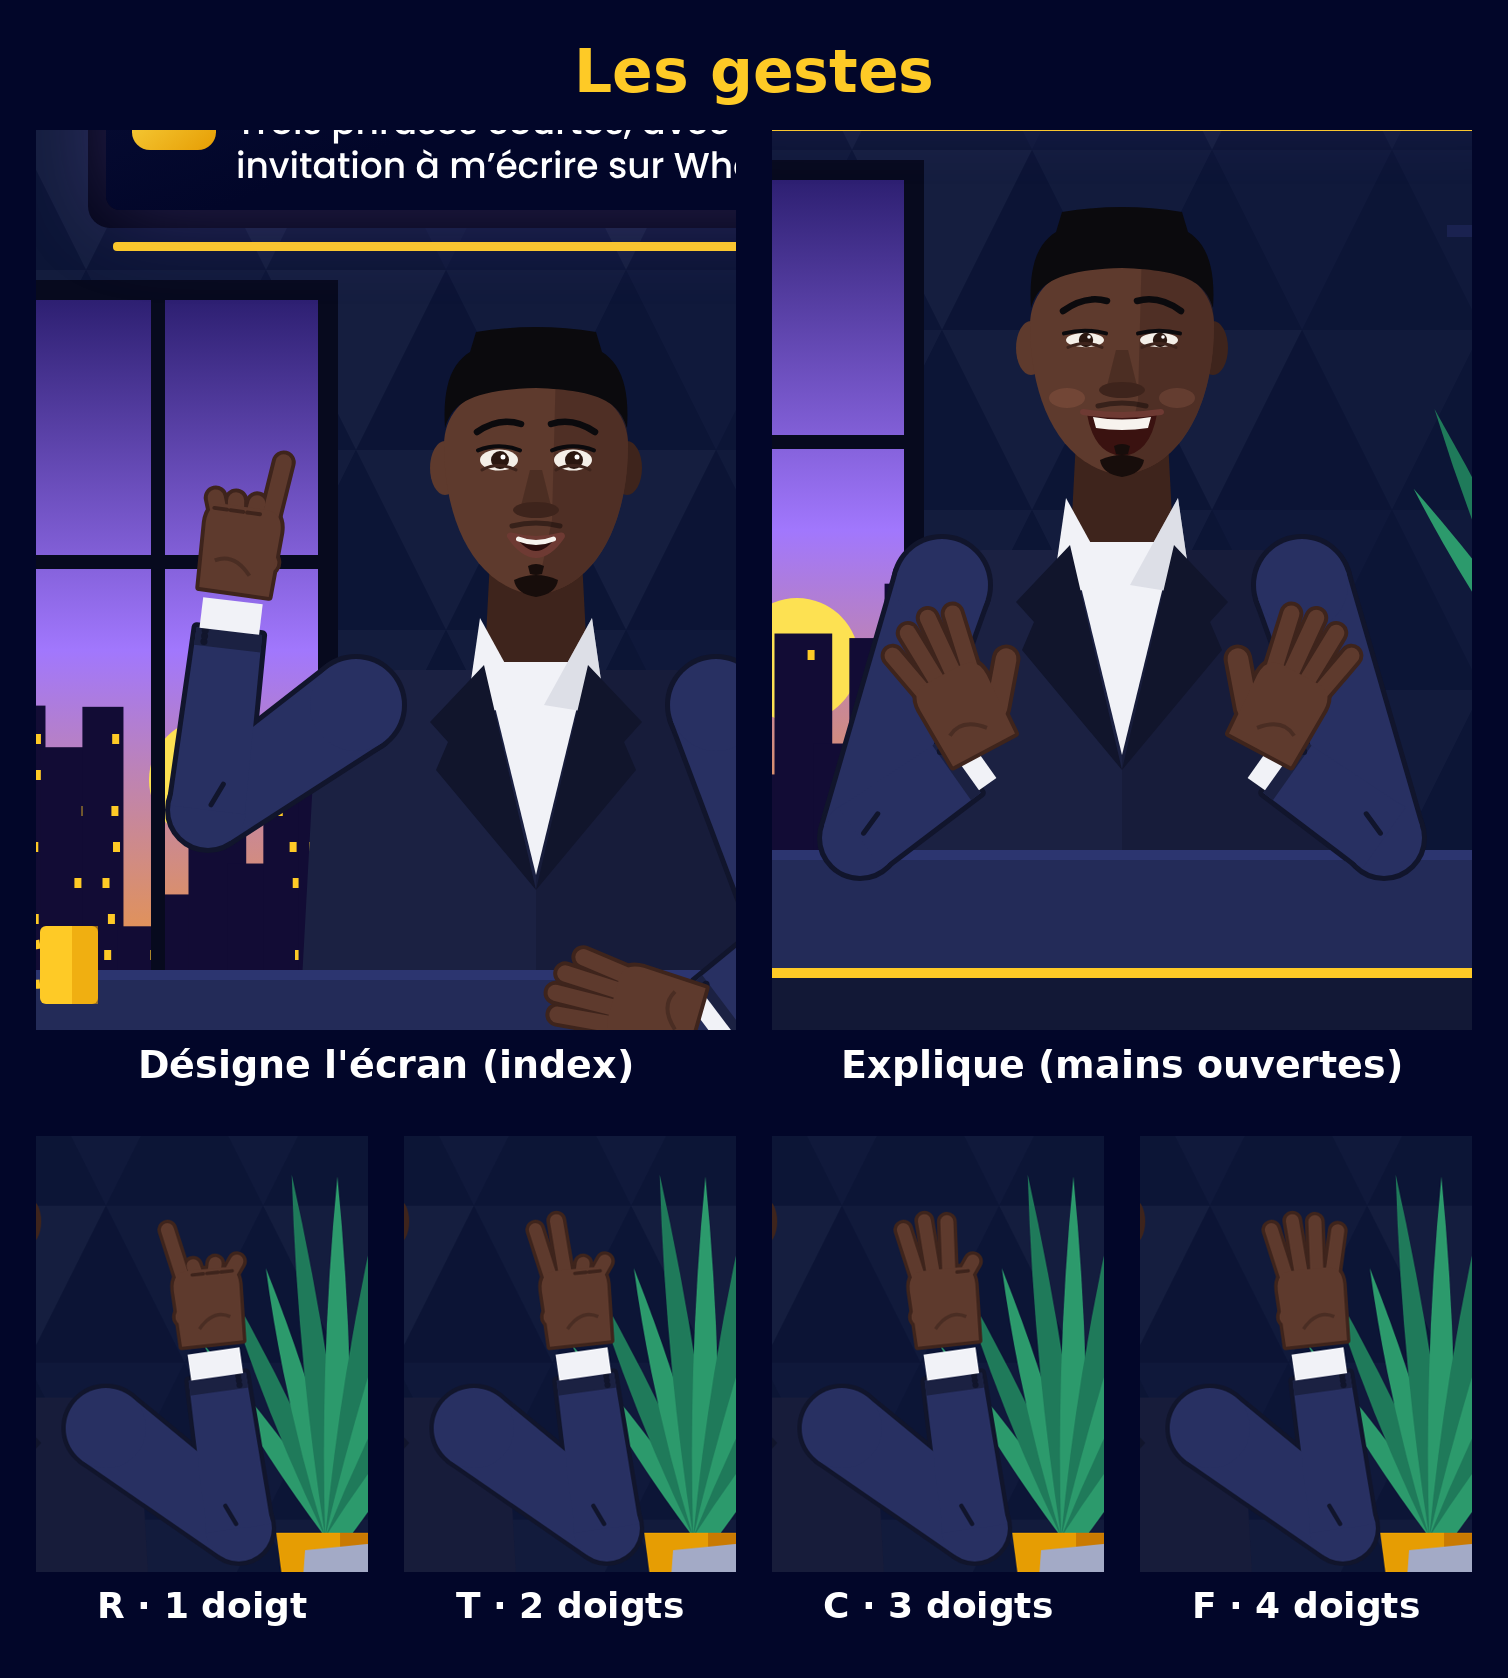 Les gestes
invitation à m’écrire sur
Désigne l'écran (index)
Explique (mains ouvertes)
R · 1 doigt
T · 2 doigts
C · 3 doigts
F · 4 doigts